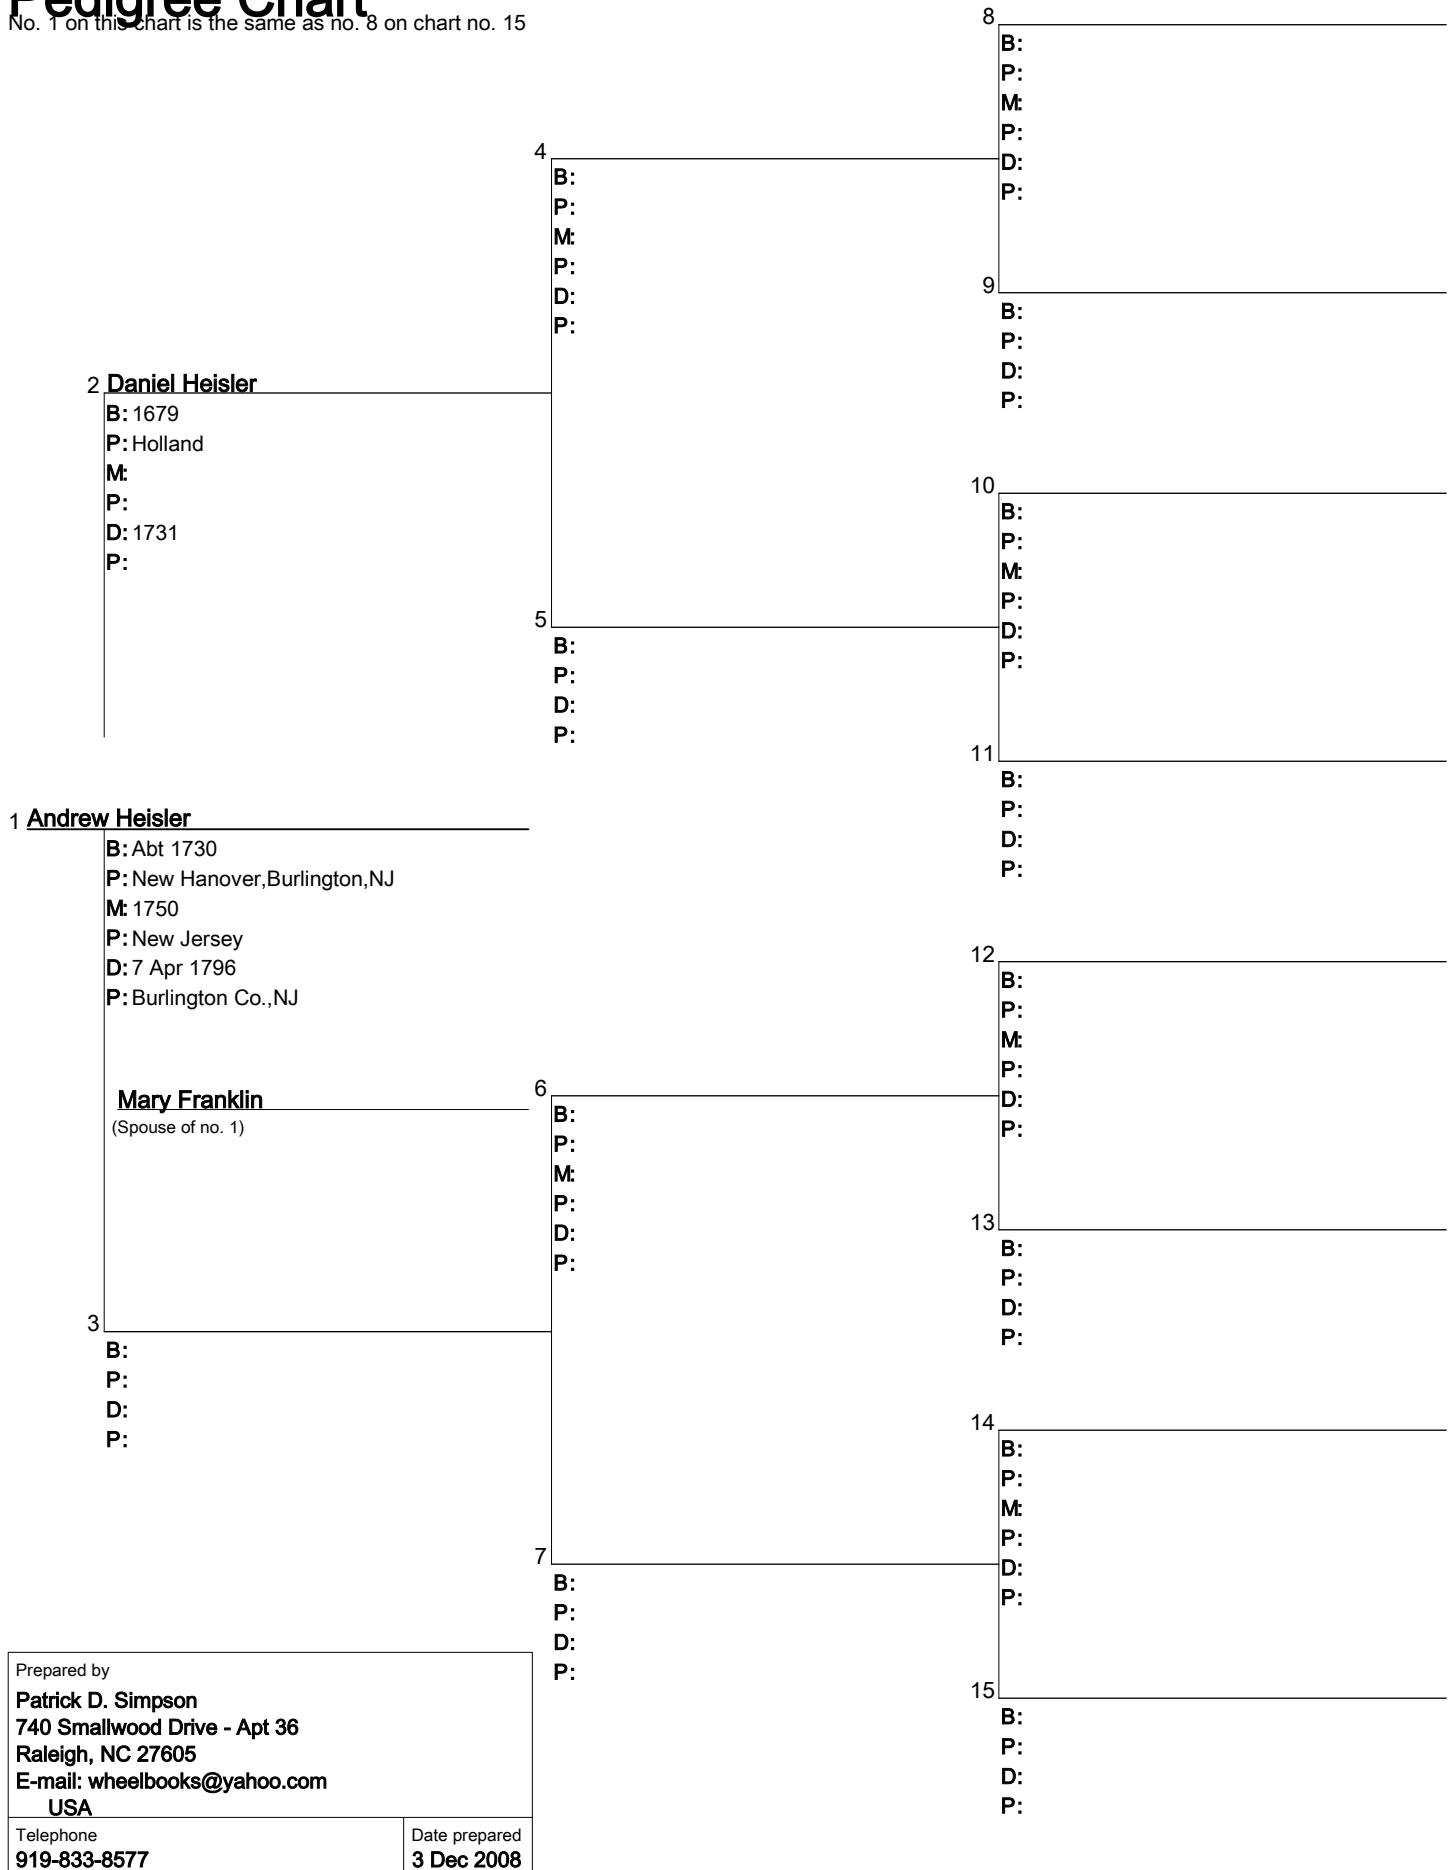 Pedigree Chart
No. 1 on this chart is the same as no. 8 on chart no. 15
8
B:
P:
M:
P:
D:
P:
4
B:
P:
M:
P:
D:
P:
9
B:
P:
D:
P:
2 Daniel Heisler
B: 1679
P: Holland
M:
P:
D: 1731
P:
10
B:
P:
M:
P:
D:
P:
5
B:
P:
D:
P:
11
B:
P:
D:
P:
1 Andrew Heisler
B: Abt 1730
P: New Hanover,Burlington,NJ
M: 1750
P: New Jersey
D: 7 Apr 1796
P: Burlington Co.,NJ
Mary Franklin
(Spouse of no. 1)
12
B:
P:
M:
P:
D:
P:
6
B:
P:
M:
P:
D:
P:
13
B:
P:
D:
P:
3
B:
P:
D:
P:
14
B:
P:
M:
P:
D:
P:
7
B:
P:
D:
P:
15
B:
P:
D:
P:
Prepared by
Patrick D. Simpson
740 Smallwood Drive - Apt 36
Raleigh, NC 27605
E-mail: wheelbooks@yahoo.com
USA
Telephone
919-833-8577
Date prepared
3 Dec 2008